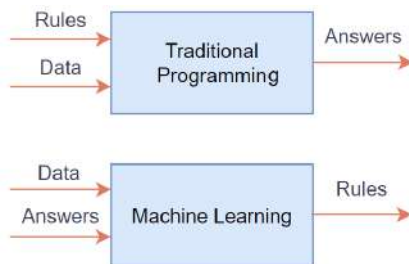 Rules
Data
Traditional
Programming
Answers
Data
Answers
Machine Learning
Rules